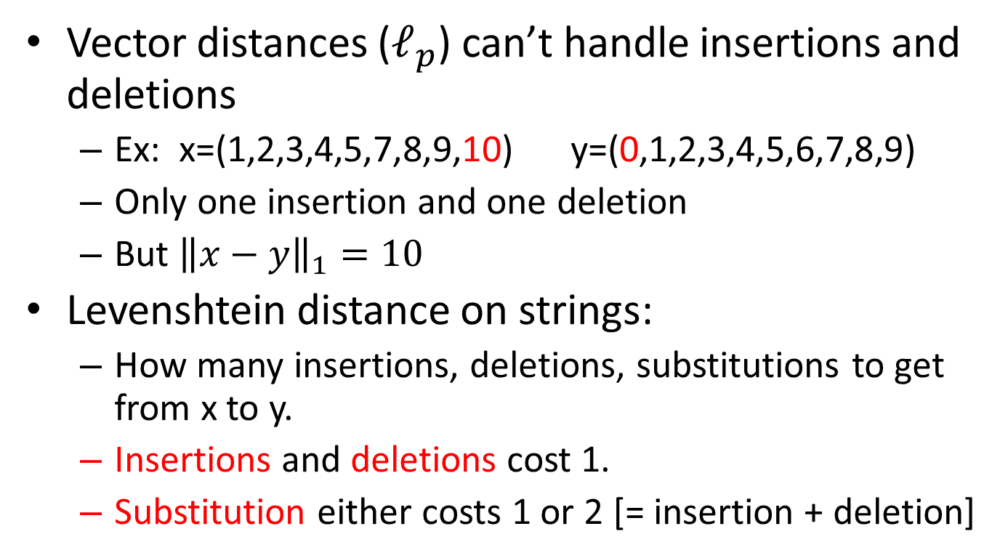 • Vector distances (ℓₚ) can't handle insertions and
deletions
– Ex: x=(1,2,3,4,5,7,8,9,10) y=(0,1,2,3,4,5,6,7,8,9)
– Only one insertion and one deletion
– But ‖x − y‖₁ = 10
• Levenshtein distance on strings:
– How many insertions, deletions, substitutions to get
from x to y.
– Insertions and deletions cost 1.
– Substitution either costs 1 or 2 [= insertion + deletion]